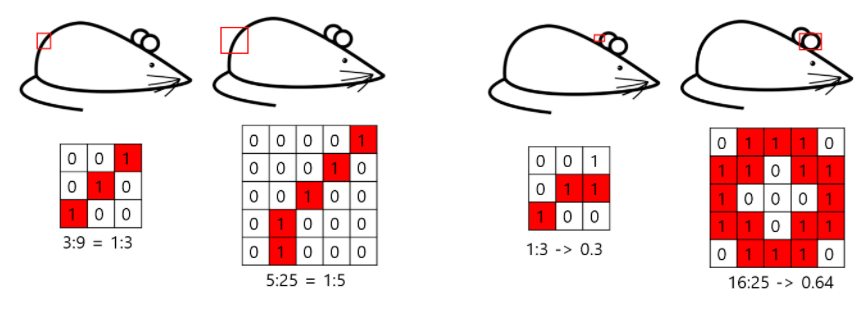 0 0 1
0 1 0
1 0 0
3:9 = 1:3
0 0 0 0 1
0 0 0 1 0
0 0 1 0 0
0 1 0 0 0
0 1 0 0 0
5:25 = 1:5
0 0 1
0 1 1
1 0 0
1:3 -> 0.3
0 1 1 1 0
1 1 0 1 1
1 0 0 0 1
1 1 0 1 1
0 1 1 1 0
16:25 -> 0.64